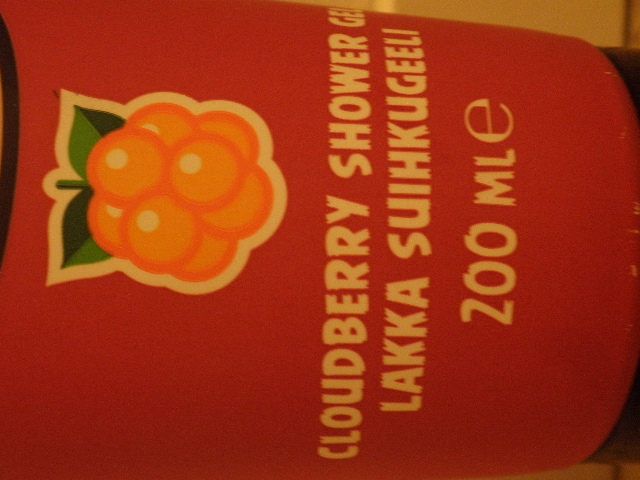 CLOUDBERRY SHOWER GEL
LAKKA SUIHKUGEELI
200 ML e